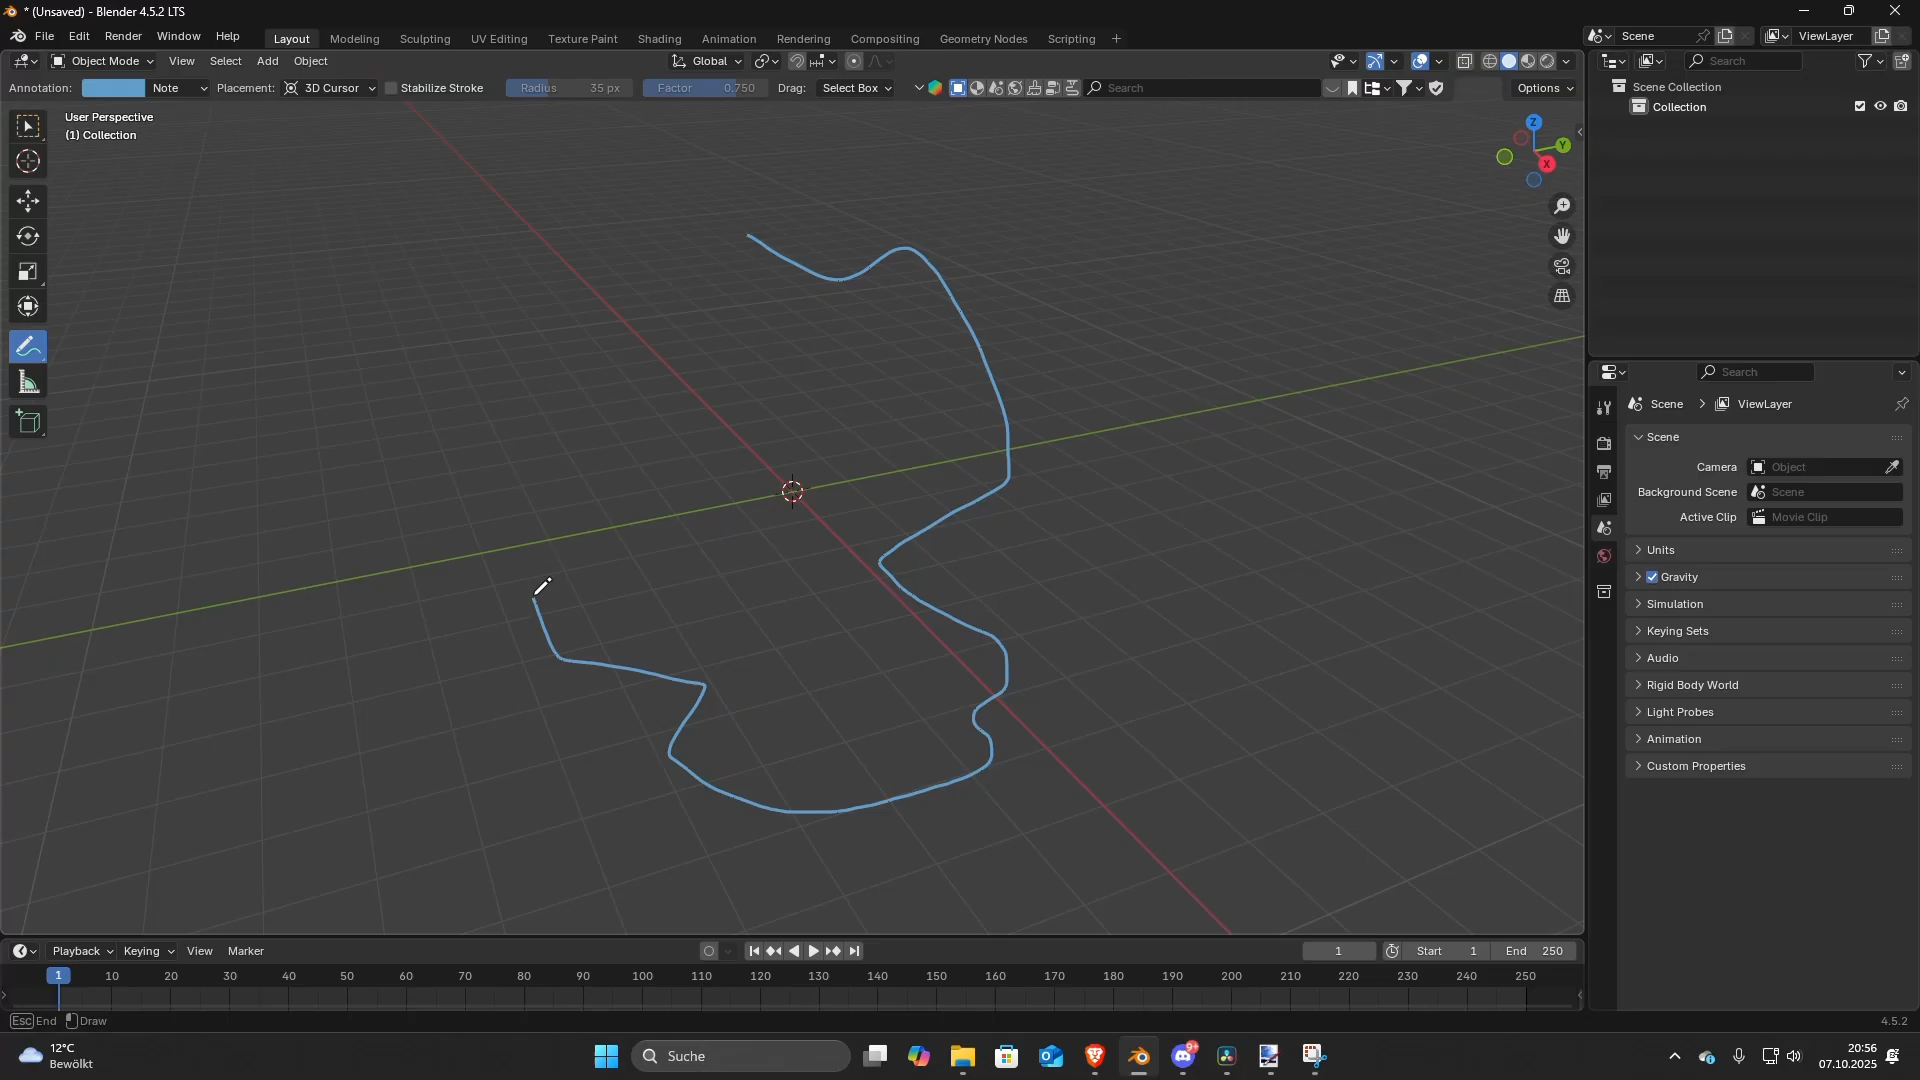 * (Unsaved) - Blender 4.5.2 LTS
File Edit Render Window Help Layout Modeling Sculpting UV Editing Texture Paint Shading Animation Rendering Compositing Geometry Nodes Scripting + Scene ViewLayer
Object Mode View Select Add Object Global Search
Annotation: Note Placement: 3D Cursor Stabilize Stroke Radius 35 px Factor 0.750 Drag: Select Box Search Options
Scene Collection
Collection
User Perspective
(1) Collection
Z
Y
X
Search
Scene ViewLayer
Scene
Camera Object
Background Scene Scene
Active Clip Movie Clip
Units
Gravity
Simulation
Keying Sets
Audio
Rigid Body World
Light Probes
Animation
Custom Properties
Playback Keying View Marker 1 Start 1 End 250
1 10 20 30 40 50 60 70 80 90 100 110 120 130 140 150 160 170 180 190 200 210 220 230 240 250
Esc End Draw 4.5.2
12°C
Bewölkt
Suche
9+
20:56
07.10.2025